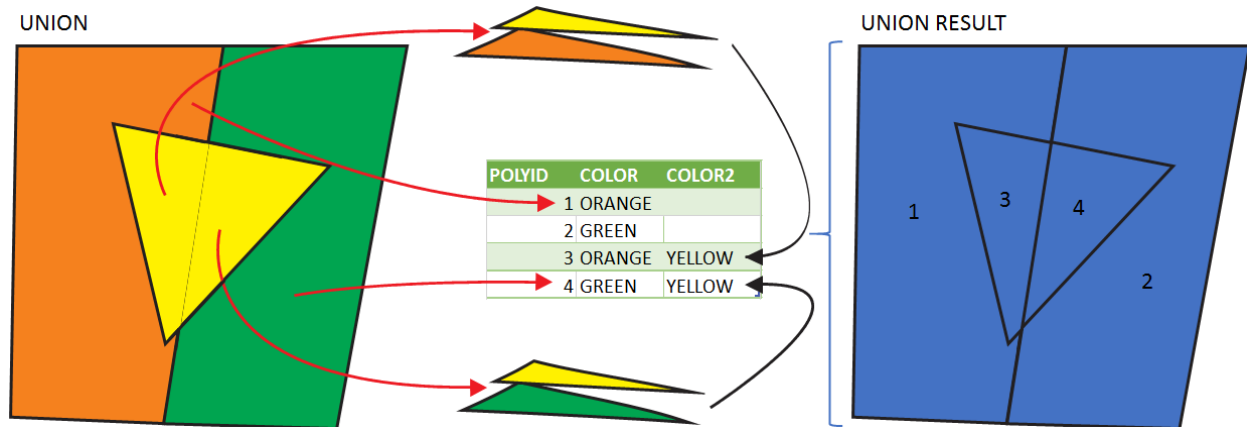 UNION
UNION RESULT
POLYID COLOR COLOR2
1 ORANGE
2 GREEN
3 ORANGE YELLOW
4 GREEN YELLOW
1
3
4
2